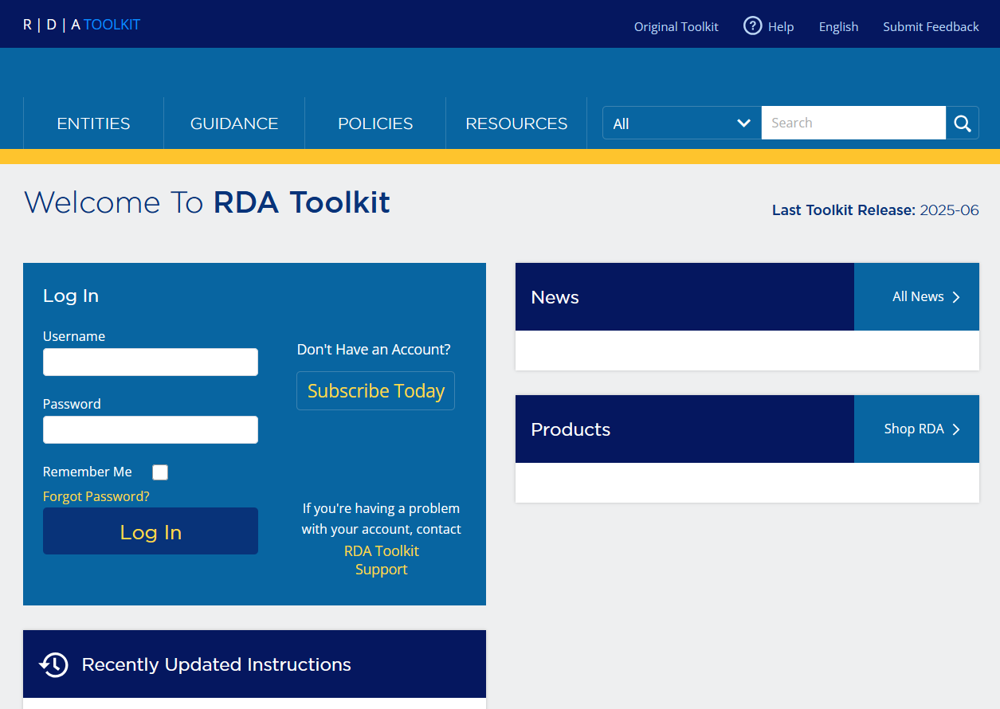 R | D | A TOOLKIT
Original Toolkit
? Help
English
Submit Feedback
ENTITIES
GUIDANCE
POLICIES
RESOURCES
All
Search
Welcome To RDA Toolkit
Last Toolkit Release: 2025-06
Log In
Username
Password
Remember Me
Forgot Password?
Log In
Don't Have an Account?
Subscribe Today
If you're having a problem
with your account, contact
RDA Toolkit
Support
News
All News
Products
Shop RDA
Recently Updated Instructions